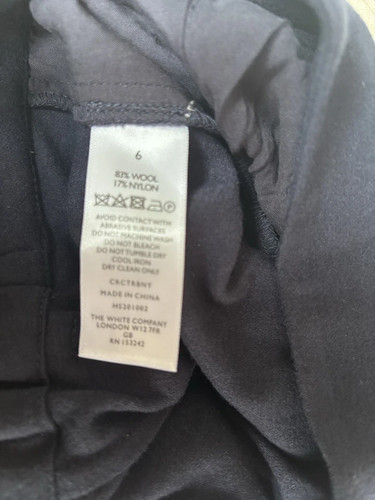 6
83% WOOL
17% NYLON
P
AVOID CONTACT WITH
ABRASIVE SURFACES
DO NOT MACHINE WASH
DO NOT BLEACH
DO NOT TUMBLE DRY
COOL IRON
DRY CLEAN ONLY
CRCTRBNY
MADE IN CHINA
HS201002
THE WHITE COMPANY
LONDON W12 7FR
GB
RN 153242